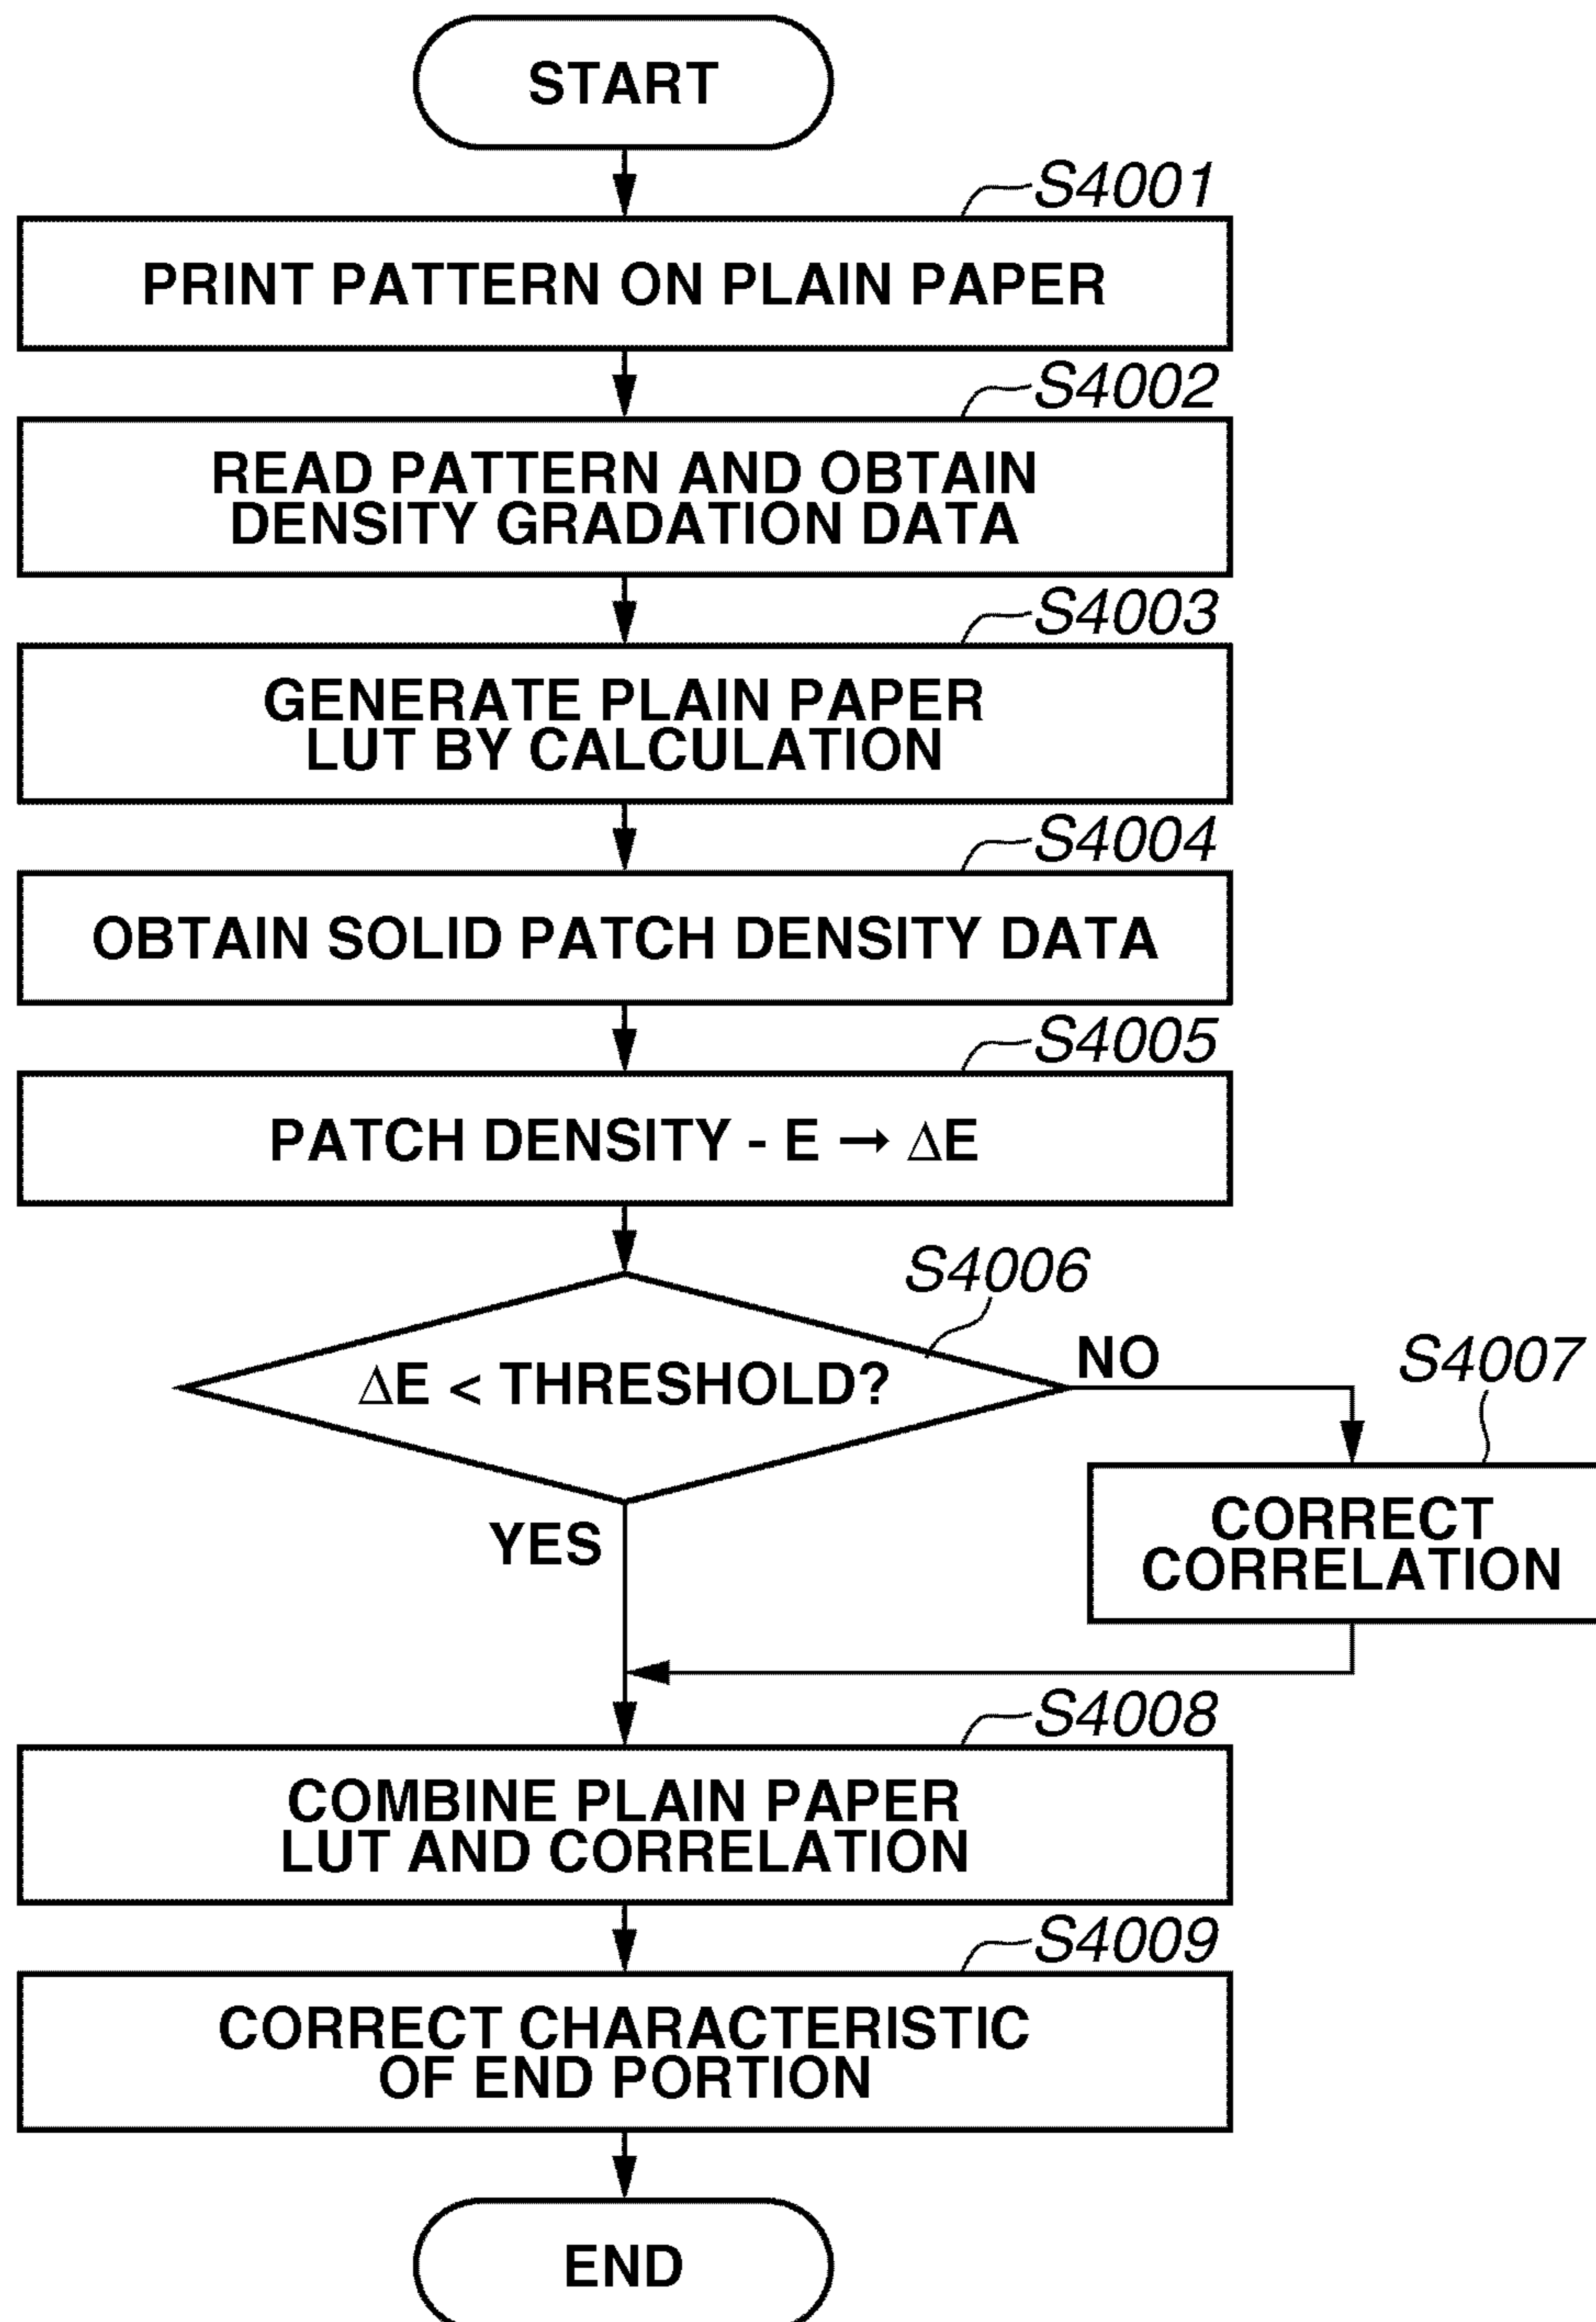 START
S4001
PRINT PATTERN ON PLAIN PAPER
S4002
READ PATTERN AND OBTAIN
DENSITY GRADATION DATA
S4003
GENERATE PLAIN PAPER
LUT BY CALCULATION
S4004
OBTAIN SOLID PATCH DENSITY DATA
S4005
PATCH DENSITY - E → ΔE
S4006
ΔE < THRESHOLD?
NO
S4007
CORRECT
CORRELATION
YES
S4008
COMBINE PLAIN PAPER
LUT AND CORRELATION
S4009
CORRECT CHARACTERISTIC
OF END PORTION
END